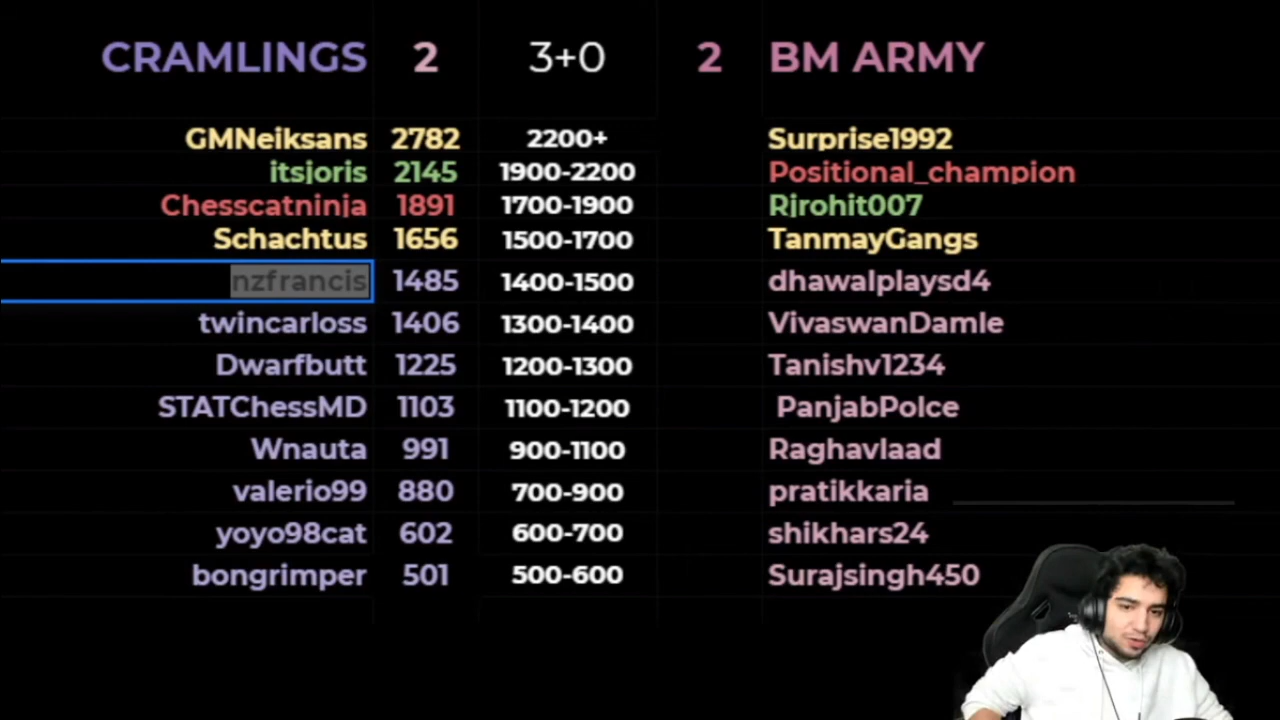 CRAMLINGS 2 3+0 2 BM ARMY
GMNeiksans 2782 2200+ Surprise1992
itsjoris 2145 1900-2200 Positional_champion
Chesscatninja 1891 1700-1900 Rjrohit007
Schachtus 1656 1500-1700 TanmayGangs
nzfrancis 1485 1400-1500 dhawalplaysd4
twincarloss 1406 1300-1400 VivaswanDamle
Dwarfbutt 1225 1200-1300 Tanishv1234
STATChessMD 1103 1100-1200 PanjabPolce
Wnauta 991 900-1100 Raghavlaad
valerio99 880 700-900 pratikkaria
yoyo98cat 602 600-700 shikhars24
bongrimper 501 500-600 Surajsingh450